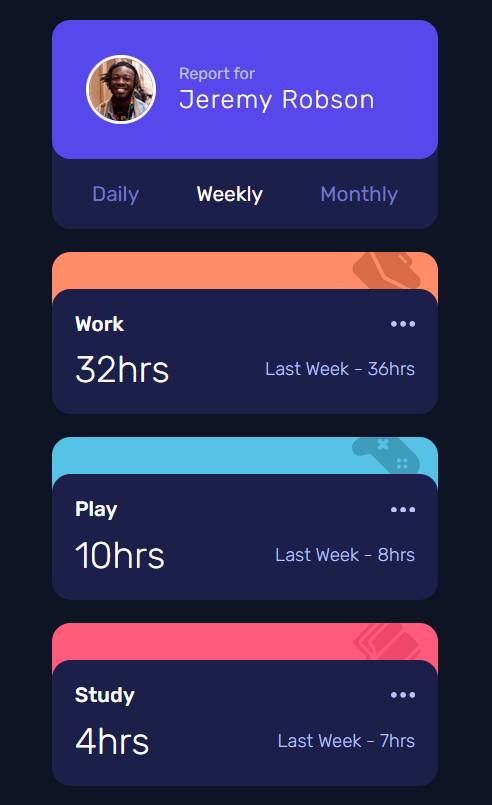 Report for
Jeremy Robson
Daily Weekly Monthly
Work
32hrs Last Week - 36hrs
Play
10hrs Last Week - 8hrs
Study
4hrs Last Week - 7hrs